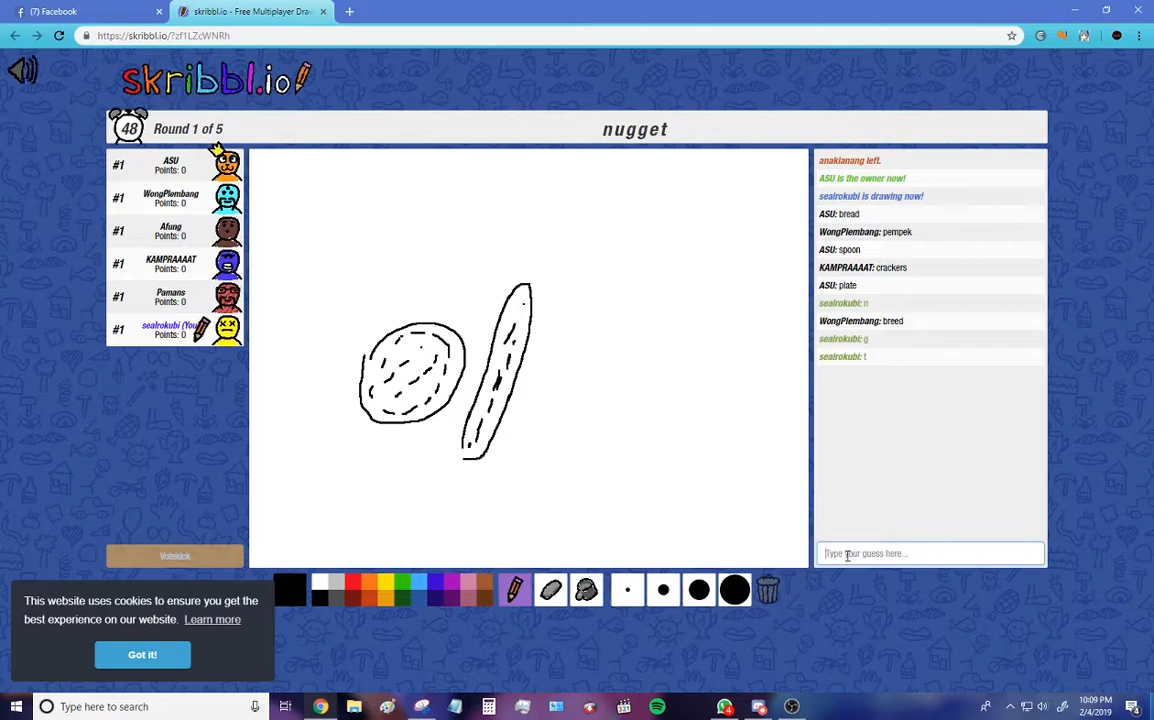 (7) Facebook
skribbl.io - Free Multiplayer Draw
https://skribbl.io/?zf1LZcWNRh
skribbl.io
48
Round 1 of 5
nugget
#1
ASU
Points: 0
#1
WongPlembang
Points: 0
#1
Afung
Points: 0
#1
KAMPRAAAAT
Points: 0
#1
Pamans
Points: 0
#1
sealrokubi (You
Points: 0
anaklanang left.
ASU is the owner now!
sealrokubi is drawing now!
ASU: bread
WongPlembang: pempek
ASU: spoon
KAMPRAAAAT: crackers
ASU: plate
sealrokubi: n
WongPlembang: breed
sealrokubi: g
sealrokubi: t
Type your guess here...
Votekick
This website uses cookies to ensure you get the
best experience on our website. Learn more
Got it!
Type here to search
4
10:09 PM
2/4/2019